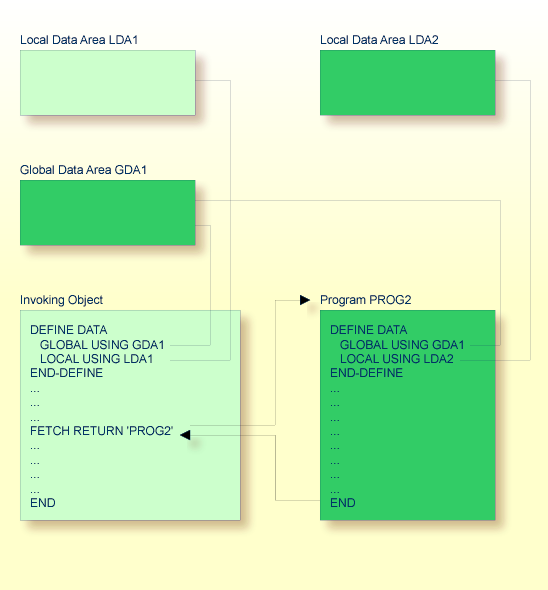 Local Data Area LDA1
Local Data Area LDA2
Global Data Area GDA1
Invoking Object
DEFINE DATA
GLOBAL USING GDA1
LOCAL USING LDA1
END-DEFINE
...
...
...
FETCH RETURN 'PROG2'
...
...
...
...
END
Program PROG2
DEFINE DATA
GLOBAL USING GDA1
LOCAL USING LDA2
END-DEFINE
...
...
...
...
...
...
...
...
END